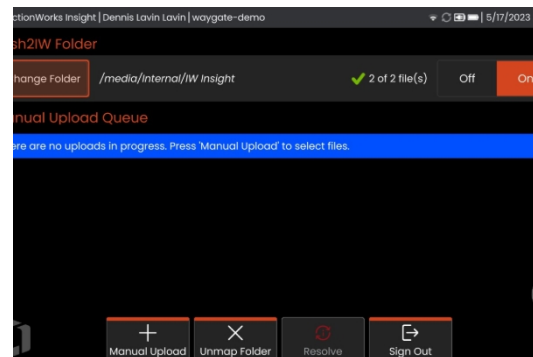 ctionWorks Insight | Dennis Lavin Lavin | waygate-demo 5/17/2023
sh2IW Folder
hange Folder /media/Internal/IW Insight 2 of 2 file(s) Off On
nual Upload Queue
ere are no uploads in progress. Press 'Manual Upload' to select files.
Manual Upload Unmap Folder Resolve Sign Out